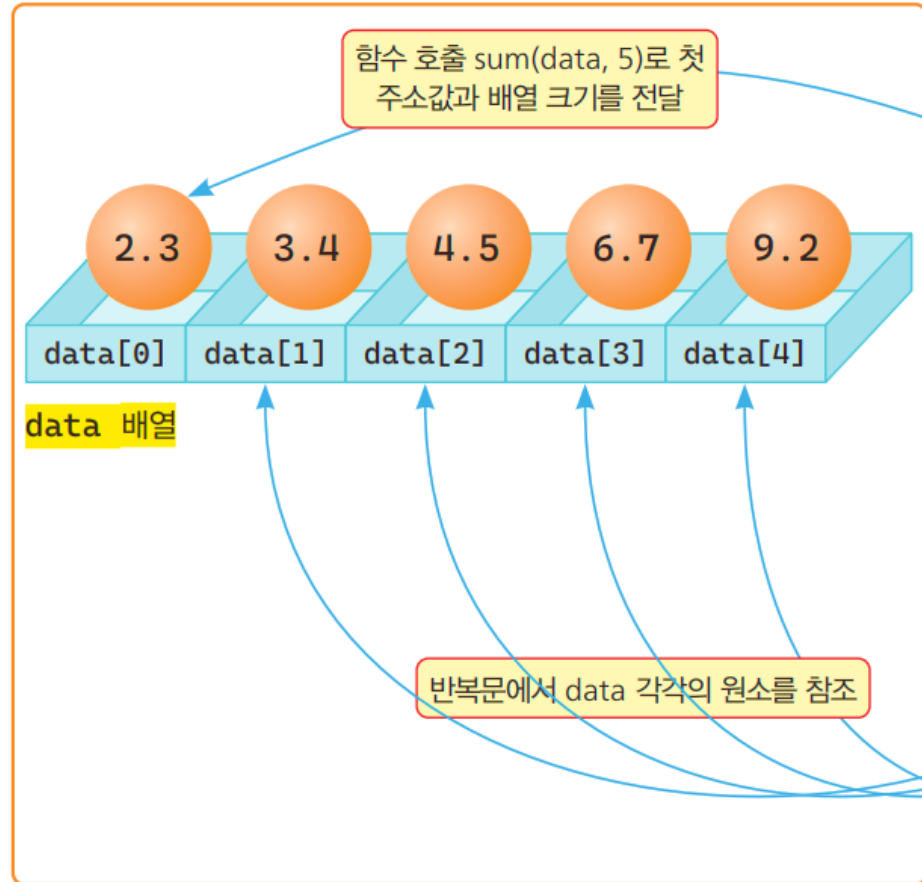 함수 호출 sum(data, 5)로 첫
주소값과 배열 크기를 전달
2.3 3.4 4.5 6.7 9.2
data[0] data[1] data[2] data[3] data[4]
data 배열
반복문에서 data 각각의 원소를 참조